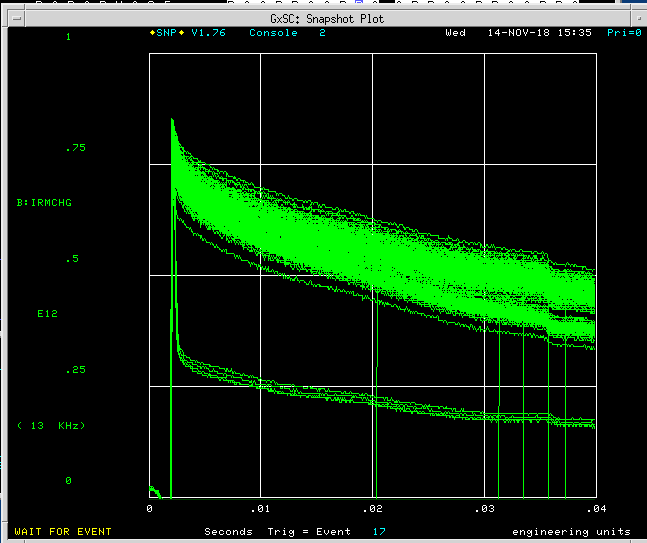 GxSC: Snapshot Plot
◆SNP◆ V1.76 Console 2 Wed 14-NOV-18 15:35 Pri=0
1
.75
B:IRMCHG
.5
E12
.25
( 13 KHz)
0
0 .01 .02 .03 .04
WAIT FOR EVENT Seconds Trig = Event 17 engineering units